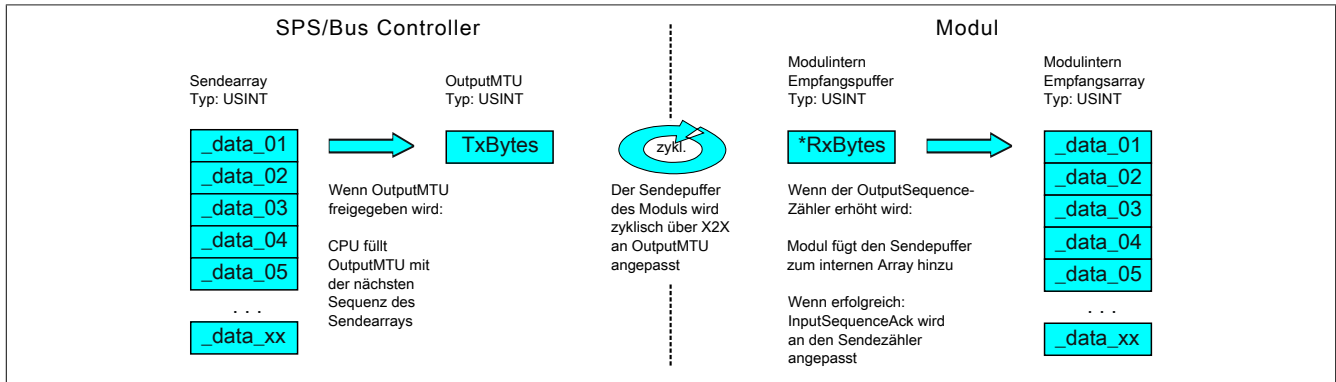 SPS/Bus Controller
Sendearray
Typ: USINT
_data_01
_data_02
_data_03
_data_04
_data_05
. . .
_data_xx
Wenn OutputMTU
freigegeben wird:
CPU füllt
OutputMTU mit
der nächsten
Sequenz des
Sendearrays
OutputMTU
Typ: USINT
TxBytes
zykl.
Der Sendepuffer
des Moduls wird
zyklisch über X2X
an OutputMTU
angepasst
Modul
Modulintern
Empfangspuffer
Typ: USINT
*RxBytes
Wenn der OutputSequence-
Zähler erhöht wird:
Modul fügt den Sendepuffer
zum internen Array hinzu
Wenn erfolgreich:
InputSequenceAck wird
an den Sendezähler
angepasst
Modulintern
Empfangsarray
Typ: USINT
_data_01
_data_02
_data_03
_data_04
_data_05
. . .
_data_xx